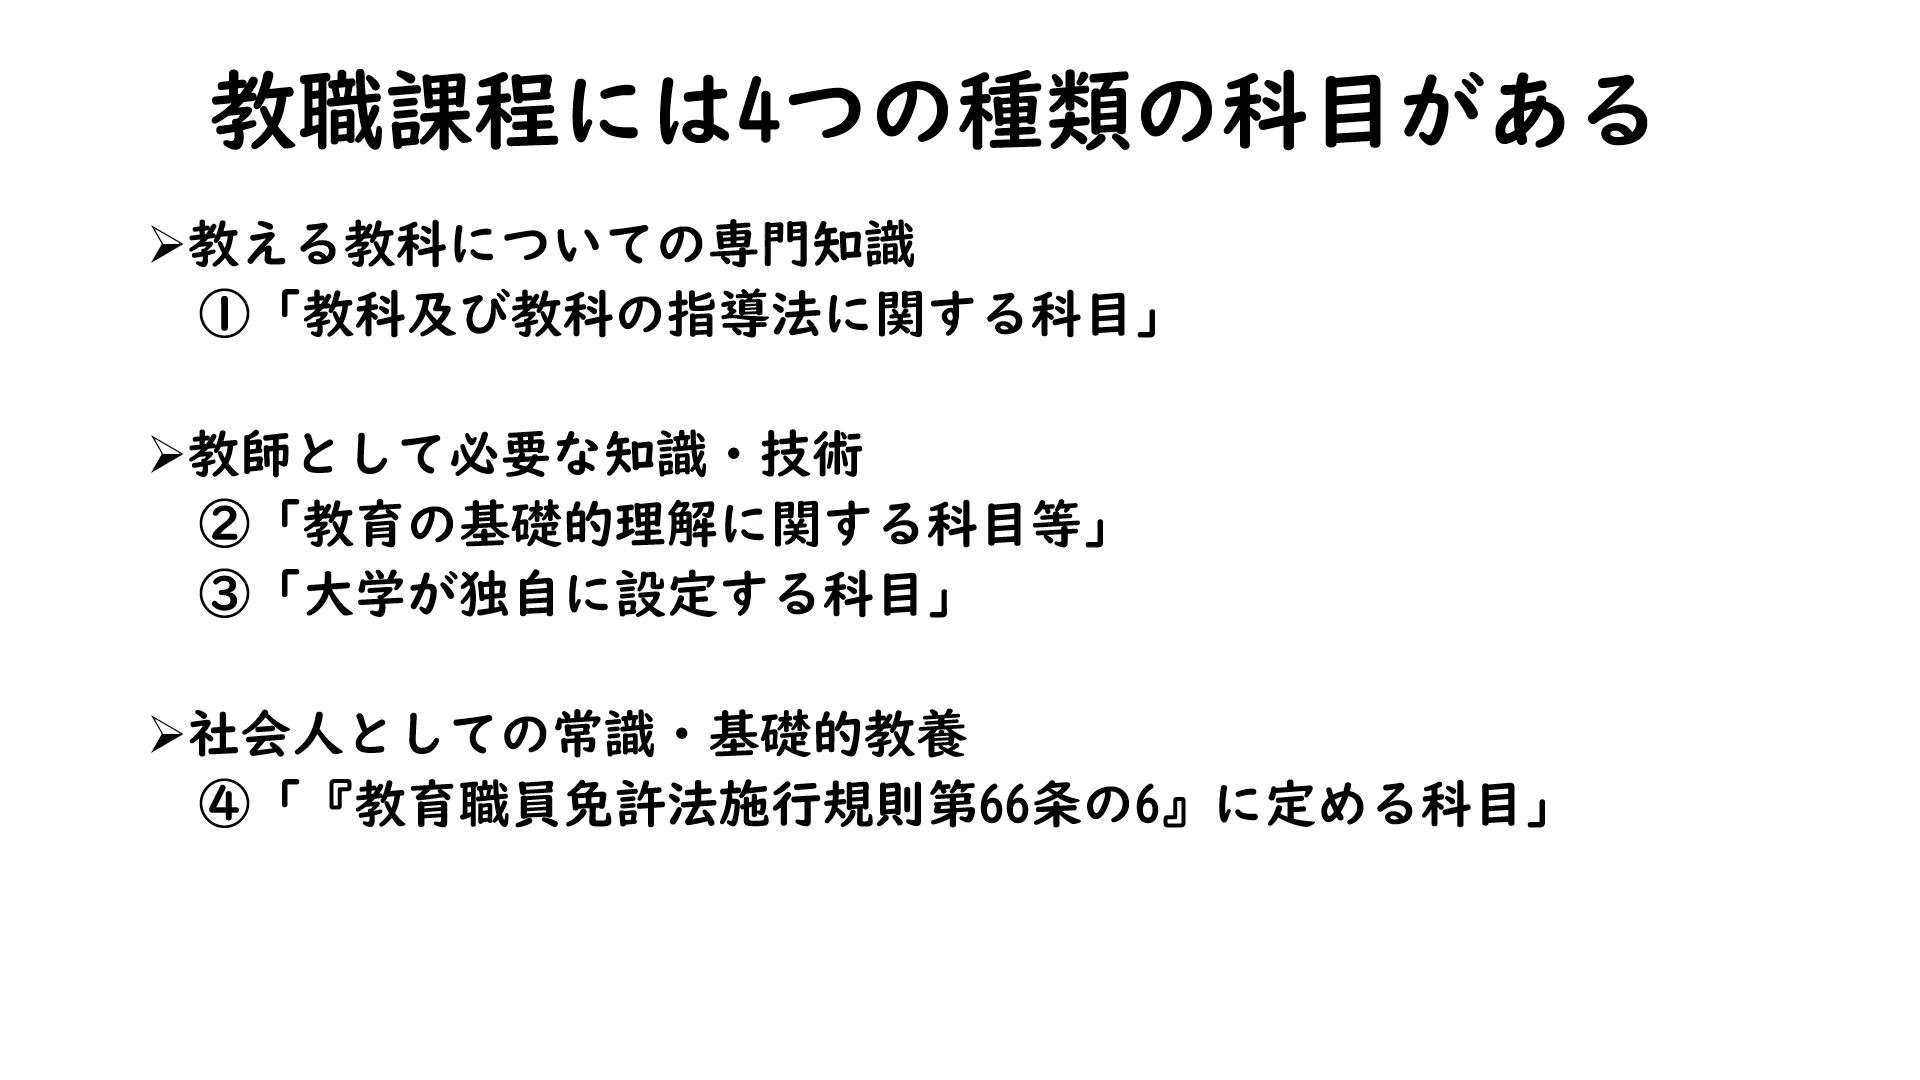 教職課程には4つの種類の科目がある
➢教える教科についての専門知識
①「教科及び教科の指導法に関する科目」
➢教師として必要な知識・技術
②「教育の基礎的理解に関する科目等」
③「大学が独自に設定する科目」
➢社会人としての常識・基礎的教養
④「『教育職員免許法施行規則第66条の6』に定める科目」